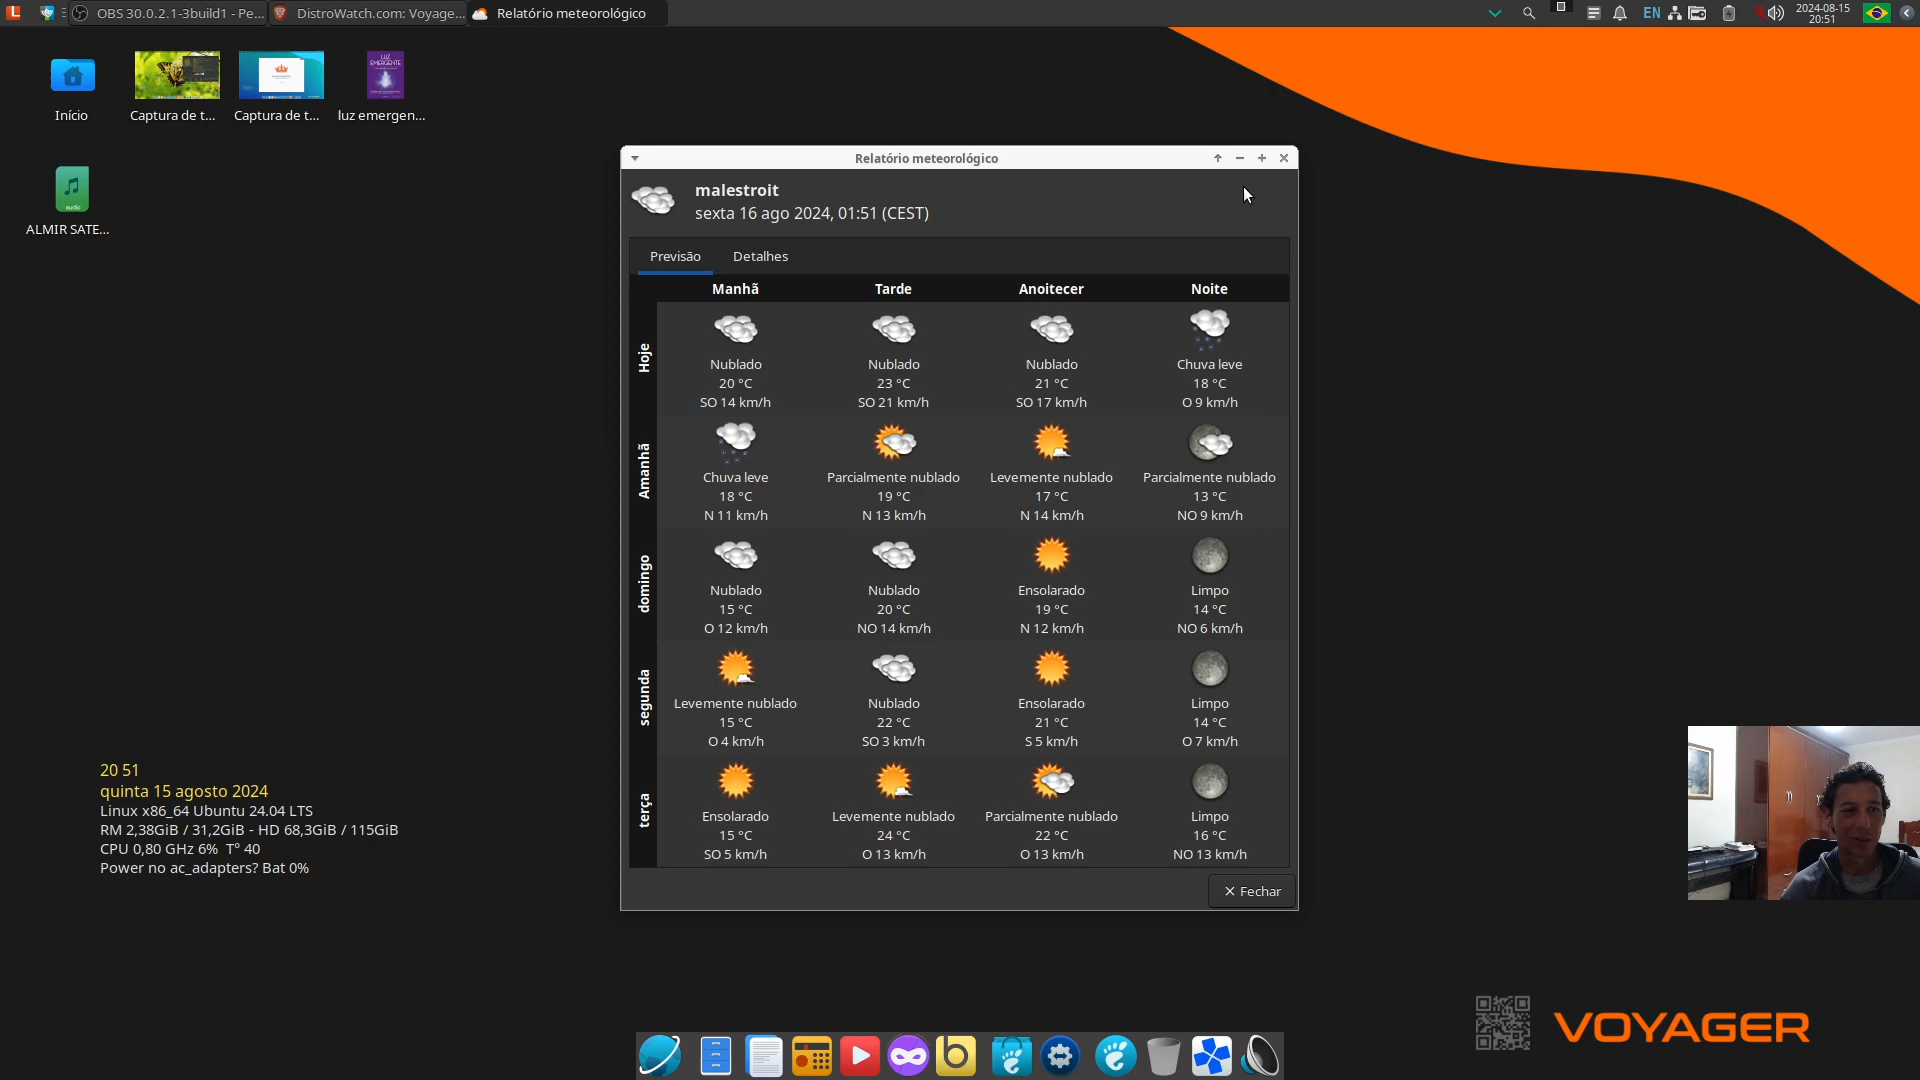 OBS 30.0.2.1-3build1 - Pe...
DistroWatch.com: Voyage...
Relatório meteorológico
EN
2024-08-15
20:51
Início
Captura de t...
Captura de t...
LUZ
EMERGENTE
luz emergen...
audio
ALMIR SATE...
Relatório meteorológico
malestroit
sexta 16 ago 2024, 01:51 (CEST)
Previsão
Detalhes
Manhã
Tarde
Anoitecer
Noite
Hoje
Nublado
20 °C
SO 14 km/h
Nublado
23 °C
SO 21 km/h
Nublado
21 °C
SO 17 km/h
Chuva leve
18 °C
O 9 km/h
Amanhã
Chuva leve
18 °C
N 11 km/h
Parcialmente nublado
19 °C
N 13 km/h
Levemente nublado
17 °C
N 14 km/h
Parcialmente nublado
13 °C
NO 9 km/h
domingo
Nublado
15 °C
O 12 km/h
Nublado
20 °C
NO 14 km/h
Ensolarado
19 °C
N 12 km/h
Limpo
14 °C
NO 6 km/h
segunda
Levemente nublado
15 °C
O 4 km/h
Nublado
22 °C
SO 3 km/h
Ensolarado
21 °C
S 5 km/h
Limpo
14 °C
O 7 km/h
terça
Ensolarado
15 °C
SO 5 km/h
Levemente nublado
24 °C
O 13 km/h
Parcialmente nublado
22 °C
O 13 km/h
Limpo
16 °C
NO 13 km/h
Fechar
20 51
quinta 15 agosto 2024
Linux x86_64 Ubuntu 24.04 LTS
RM 2,38GiB / 31,2GiB - HD 68,3GiB / 115GiB
CPU 0,80 GHz 6% T° 40
Power no ac_adapters? Bat 0%
VOYAGER